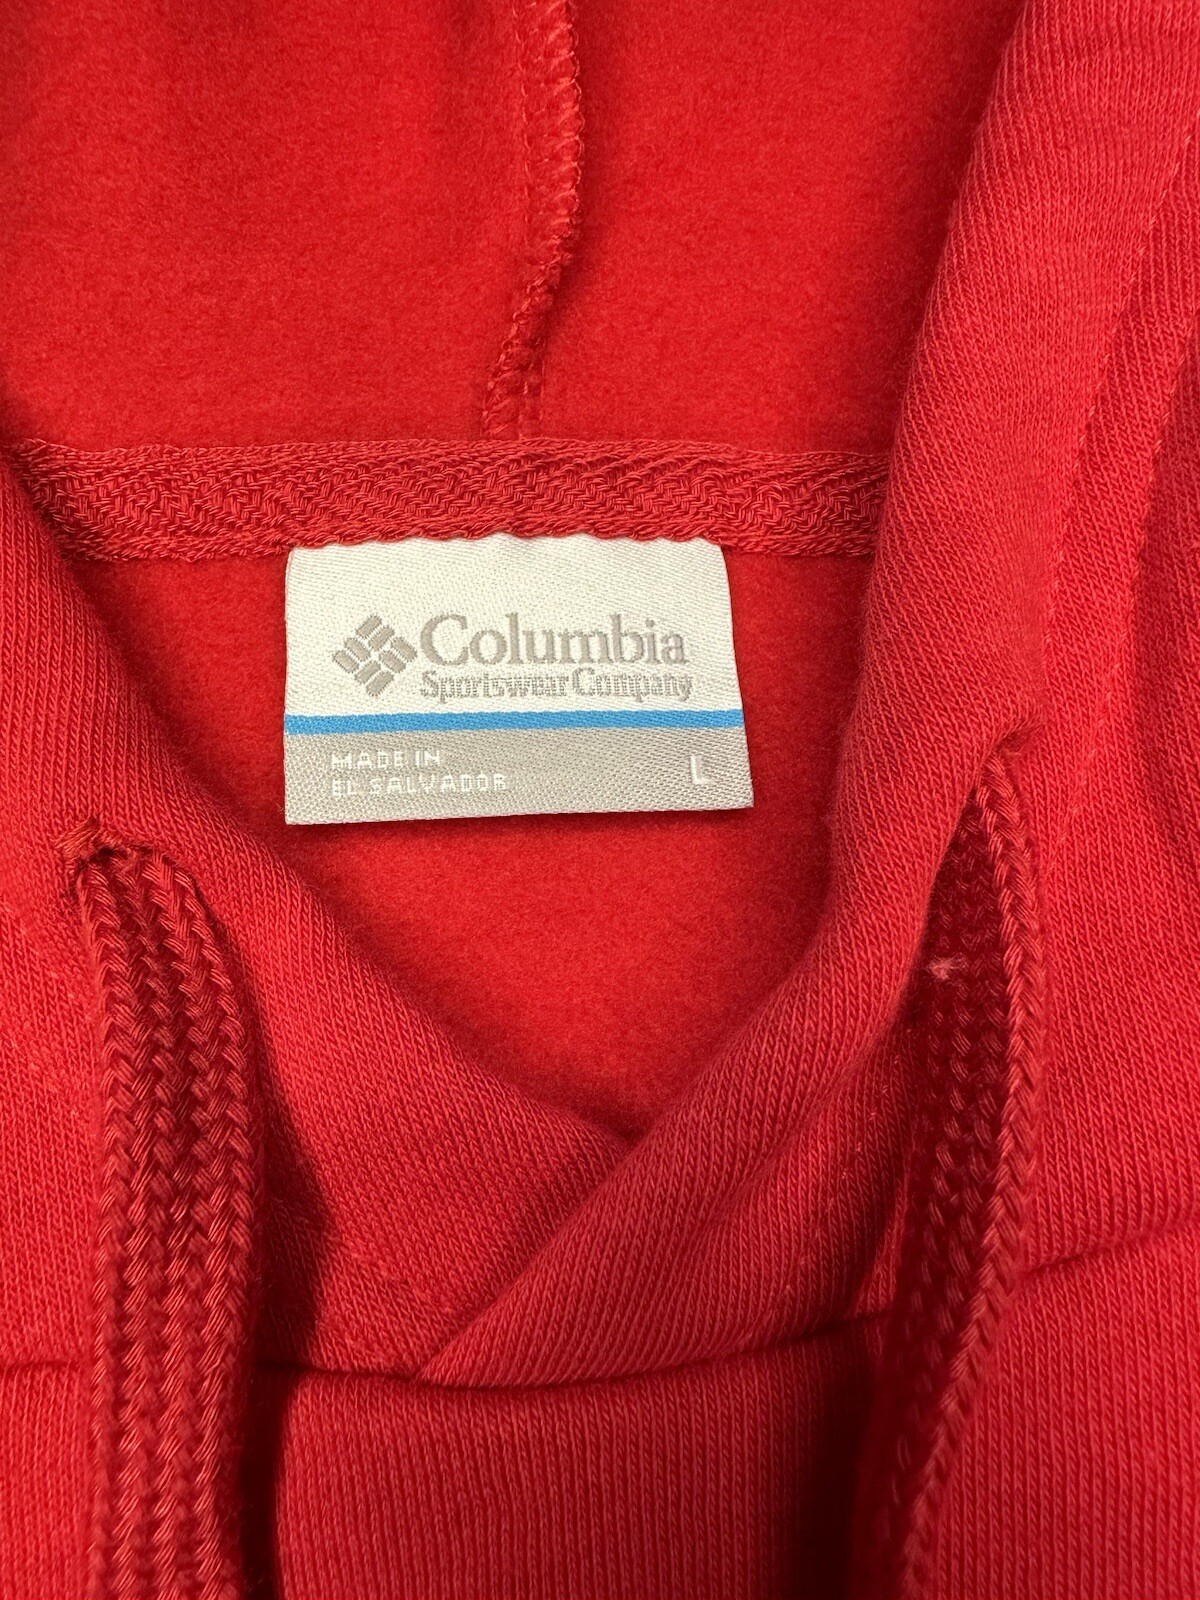 Columbia
Sportswear Company
MADE IN
EL SALVADOR
L